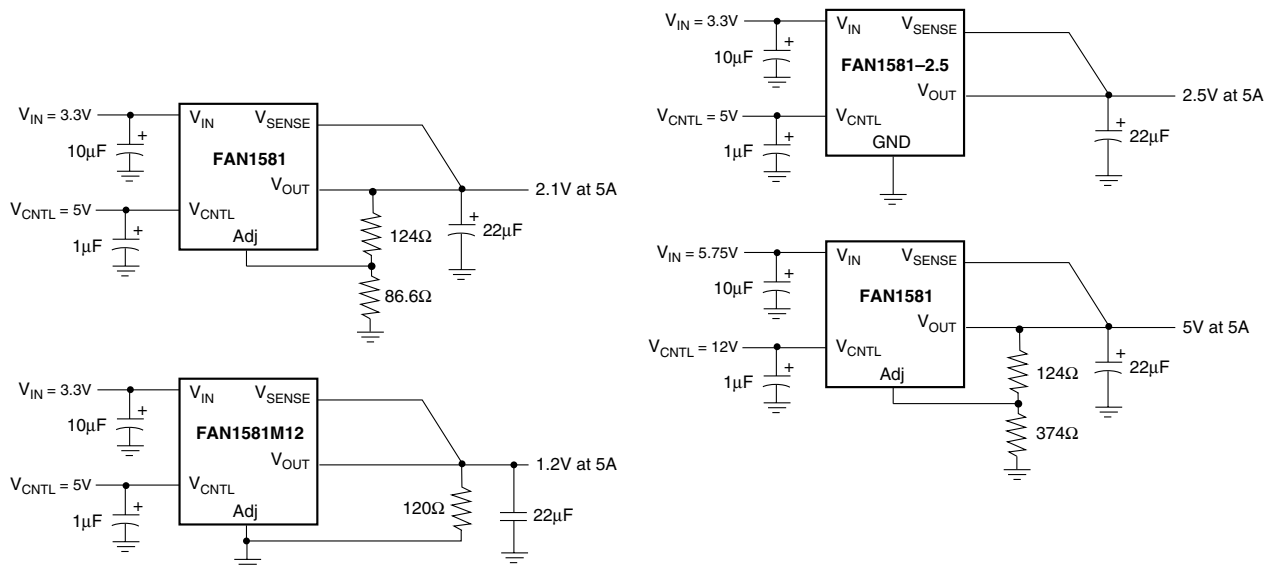 V_IN = 3.3V
V_IN
V_SENSE
10μF
+
FAN1581
V_OUT
2.1V at 5A
V_CNTL = 5V
V_CNTL
1μF
+
Adj
124Ω
+
22μF
86.6Ω
V_IN = 3.3V
V_IN
V_SENSE
10μF
+
FAN1581M12
V_OUT
1.2V at 5A
V_CNTL = 5V
V_CNTL
1μF
+
Adj
120Ω
22μF
V_IN = 3.3V
V_IN
V_SENSE
10μF
+
FAN1581–2.5
V_OUT
2.5V at 5A
V_CNTL = 5V
V_CNTL
1μF
+
GND
+
22μF
V_IN = 5.75V
V_IN
V_SENSE
10μF
+
FAN1581
V_OUT
5V at 5A
V_CNTL = 12V
V_CNTL
1μF
+
Adj
124Ω
+
22μF
374Ω